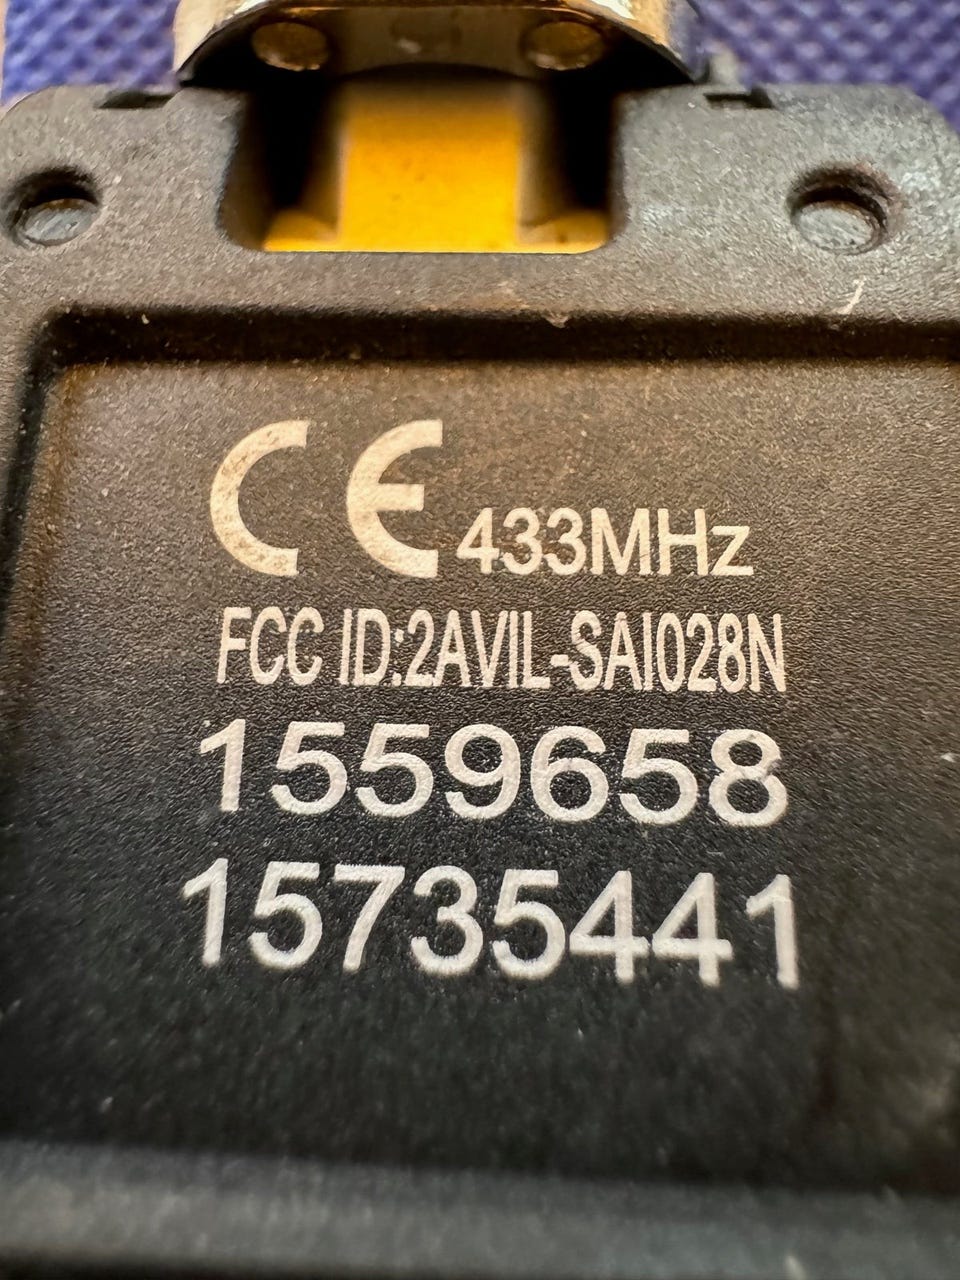 CE 433MHz
FCC ID:2AVIL-SAI028N
1559658
15735441